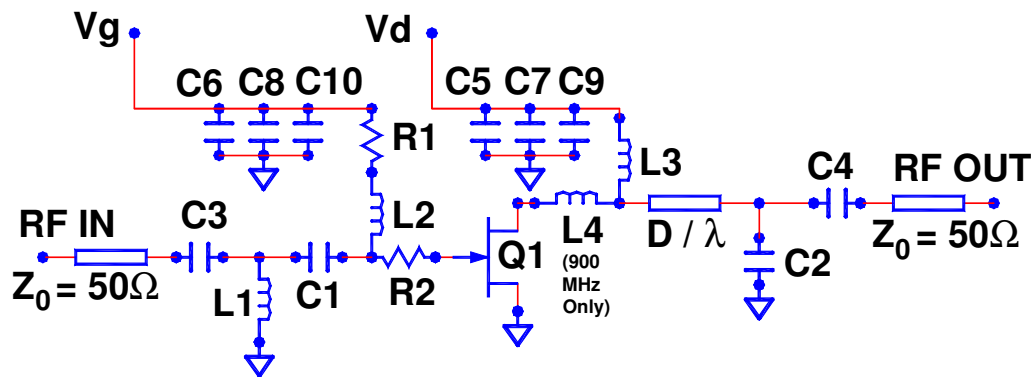 Vg
Vd
C6 C8 C10
C5 C7 C9
R1
L3
C4 RF OUT
RF IN C3
L2
L4
(900
MHz
Only)
D / λ
Z0 = 50Ω
Q1
C2
Z0 = 50Ω
L1
C1
R2